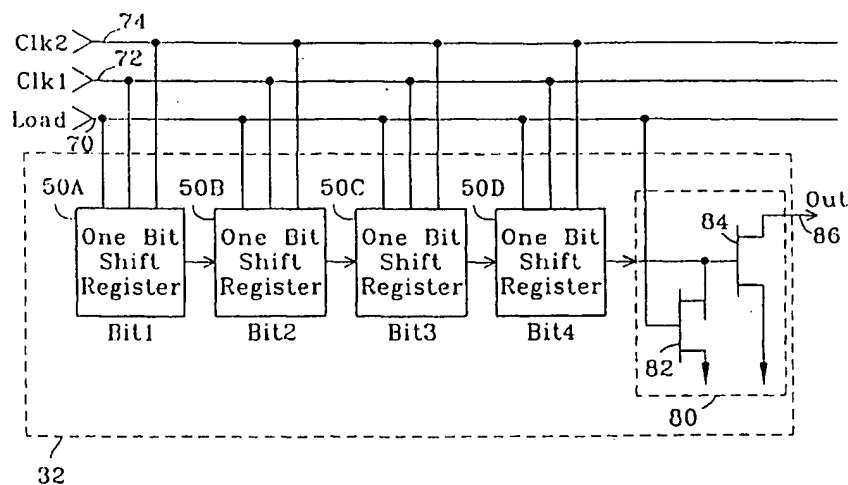 Clk2
74
Clk1
72
Load
70
50A
50B
50C
50D
One Bit
Shift
Register
One Bit
Shift
Register
One Bit
Shift
Register
One Bit
Shift
Register
Bit1
Bit2
Bit3
Bit4
84
Out
86
82
80
32